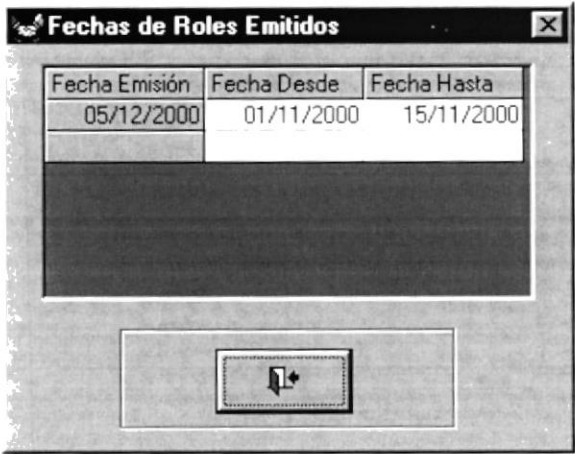 Fechas de Roles Emitidos
Fecha Emisión Fecha Desde Fecha Hasta
05/12/2000 01/11/2000 15/11/2000